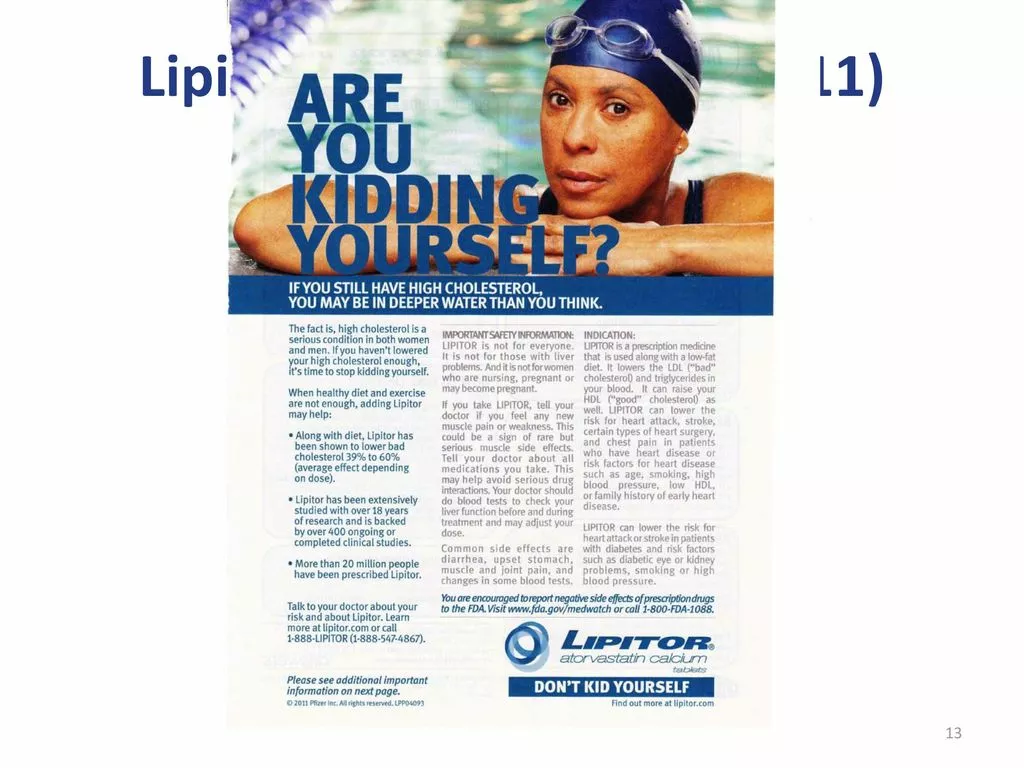 Lipi
11)
ARE
YOU
KIDDING
YOURSELF?
IF YOU STILL HAVE HIGH CHOLESTEROL,
YOU MAY BE IN DEEPER WATER THAN YOU THINK.
The fact is, high cholesterol is a
serious condition in both women
and men. If you haven't lowered
your high cholesterol enough,
it's time to stop kidding yourself.
When healthy diet and exercise
are not enough, adding Lipitor
may help:
• Along with diet, Lipitor has
been shown to lower bad
cholesterol 39% to 60%
(average effect depending
on dose).
• Lipitor has been extensively
studied with over 18 years
of research and is backed
by over 400 ongoing or
completed clinical studies.
• More than 20 million people
have been prescribed Lipitor.
Talk to your doctor about your
risk and about Lipitor. Learn
more at lipitor.com or call
1-888-LIPITOR (1-888-547-4867).
Please see additional important
information on next page.
© 2011 Pfizer Inc. All rights reserved. LPP04093
IMPORTANT SAFETY INFORMATION:
LIPITOR is not for everyone.
It is not for those with liver
problems. And it is not for women
who are nursing, pregnant or
may become pregnant.
If you take LIPITOR, tell your
doctor if you feel any new
muscle pain or weakness. This
could be a sign of rare but
serious muscle side effects.
Tell your doctor about all
medications you take. This
may help avoid serious drug
interactions. Your doctor should
do blood tests to check your
liver function before and during
treatment and may adjust your
dose.
Common side effects are
diarrhea, upset stomach,
muscle and joint pain, and
changes in some blood tests.
INDICATION:
LIPITOR is a prescription medicine
that is used along with a low-fat
diet. It lowers the LDL ("bad"
cholesterol) and triglycerides in
your blood. It can raise your
HDL ("good" cholesterol) as
well. LIPITOR can lower the
risk for heart attack, stroke,
certain types of heart surgery,
and chest pain in patients
who have heart disease or
risk factors for heart disease
such as age, smoking, high
blood pressure, low HDL,
or family history of early heart
disease.
LIPITOR can lower the risk for
heart attack or stroke in patients
with diabetes and risk factors
such as diabetic eye or kidney
problems, smoking or high
blood pressure.
You are encouraged to report negative side effects of prescription drugs
to the FDA. Visit www.fda.gov/medwatch or call 1-800-FDA-1088.
LIPITOR®
atorvastatin calcium
tablets
DON'T KID YOURSELF
Find out more at lipitor.com
13